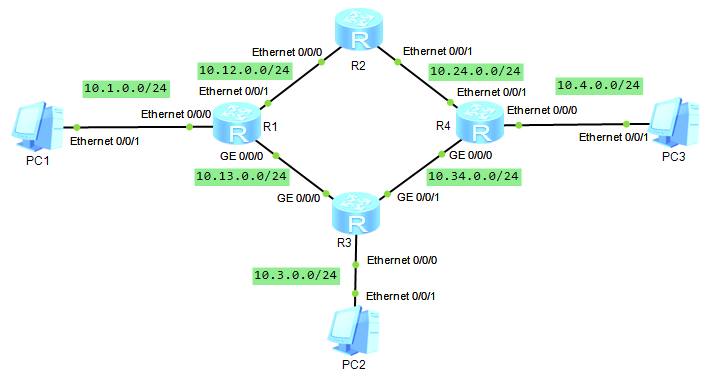 Ethernet 0/0/0
R
R2
Ethernet 0/0/1
10.12.0.0/24
10.24.0.0/24
10.1.0.0/24
Ethernet 0/0/1
Ethernet 0/0/1
10.4.0.0/24
Ethernet 0/0/0
R
R1
R4
R
Ethernet 0/0/0
PC1
Ethernet 0/0/1
Ethernet 0/0/1
PC3
GE 0/0/0
GE 0/0/0
10.13.0.0/24
10.34.0.0/24
GE 0/0/0
GE 0/0/1
R
R3
Ethernet 0/0/0
10.3.0.0/24
Ethernet 0/0/1
PC2